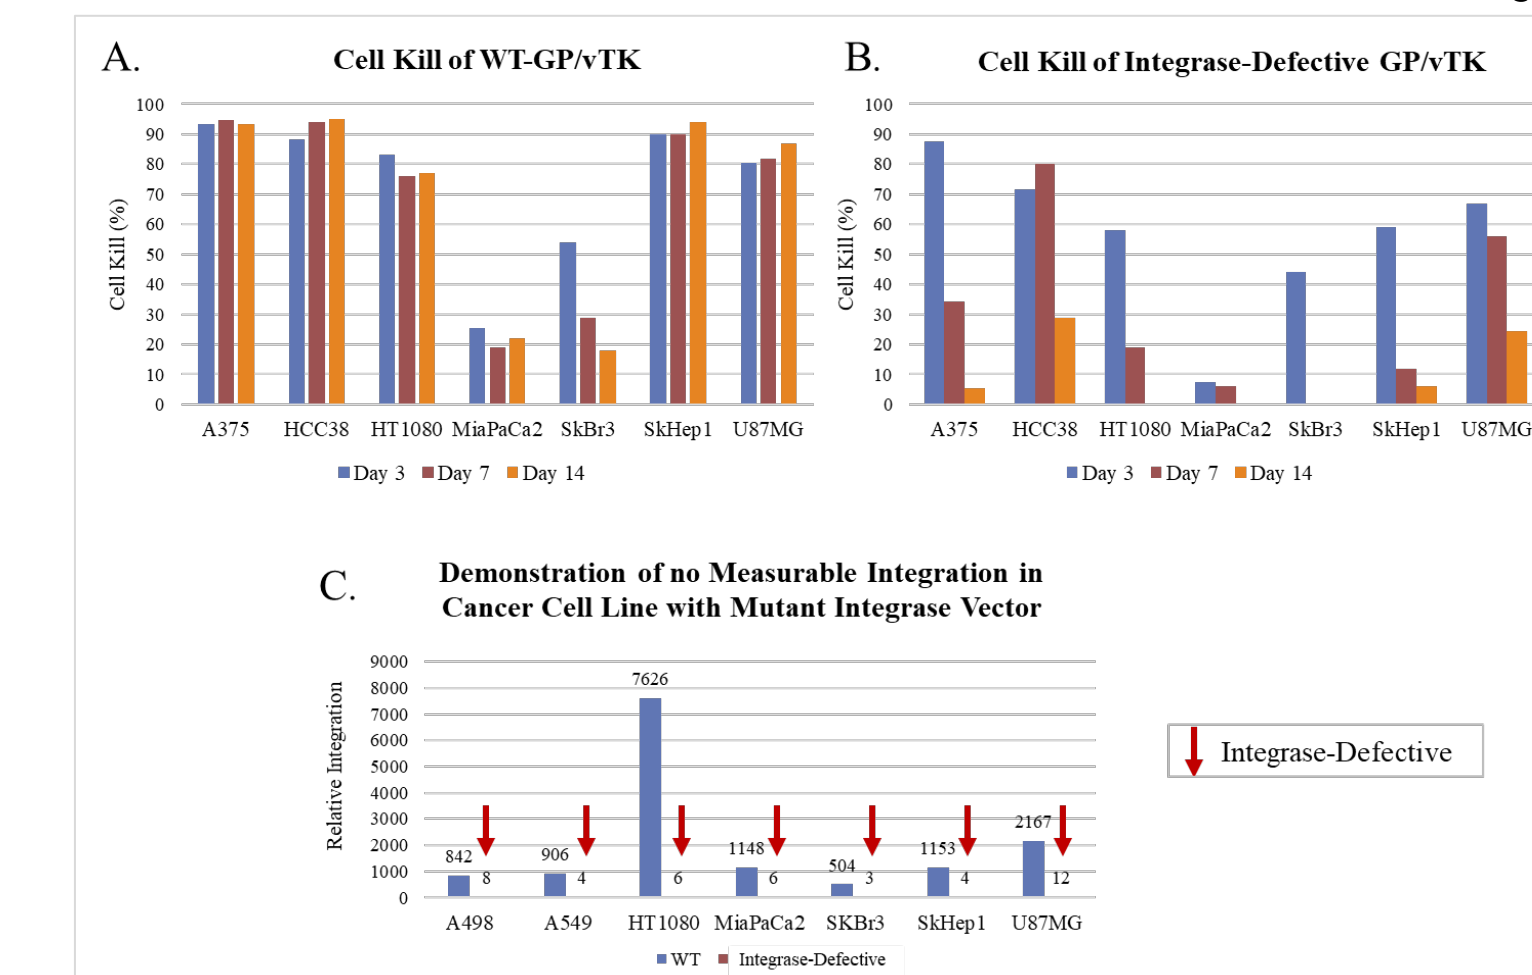 A.
Cell Kill of WT-GP/vTK
Cell Kill (%)
100
90
80
70
60
50
40
30
20
10
0
A375 HCC38 HT1080 MiaPaCa2 SkBr3 SkHep1 U87MG
Day 3 Day 7 Day 14
B.
Cell Kill of Integrase-Defective GP/vTK
Cell Kill (%)
100
90
80
70
60
50
40
30
20
10
0
A375 HCC38 HT1080 MiaPaCa2 SkBr3 SkHep1 U87MG
Day 3 Day 7 Day 14
C.
Demonstration of no Measurable Integration in
Cancer Cell Line with Mutant Integrase Vector
Relative Integration
9000
8000
7000
6000
5000
4000
3000
2000
1000
0
842 8 906 4 7626 6 1148 6 504 3 1153 4 2167 12
A498 A549 HT1080 MiaPaCa2 SKBr3 SkHep1 U87MG
WT Integrase-Defective
Integrase-Defective